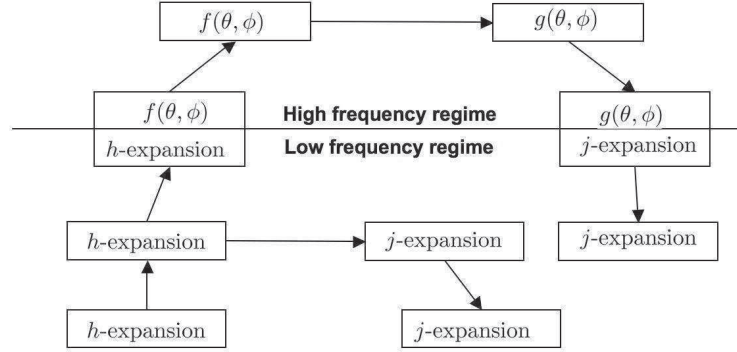 f(θ, ϕ)
g(θ, ϕ)
f(θ, ϕ)
High frequency regime
g(θ, ϕ)
h-expansion
Low frequency regime
j-expansion
h-expansion
j-expansion
j-expansion
h-expansion
j-expansion